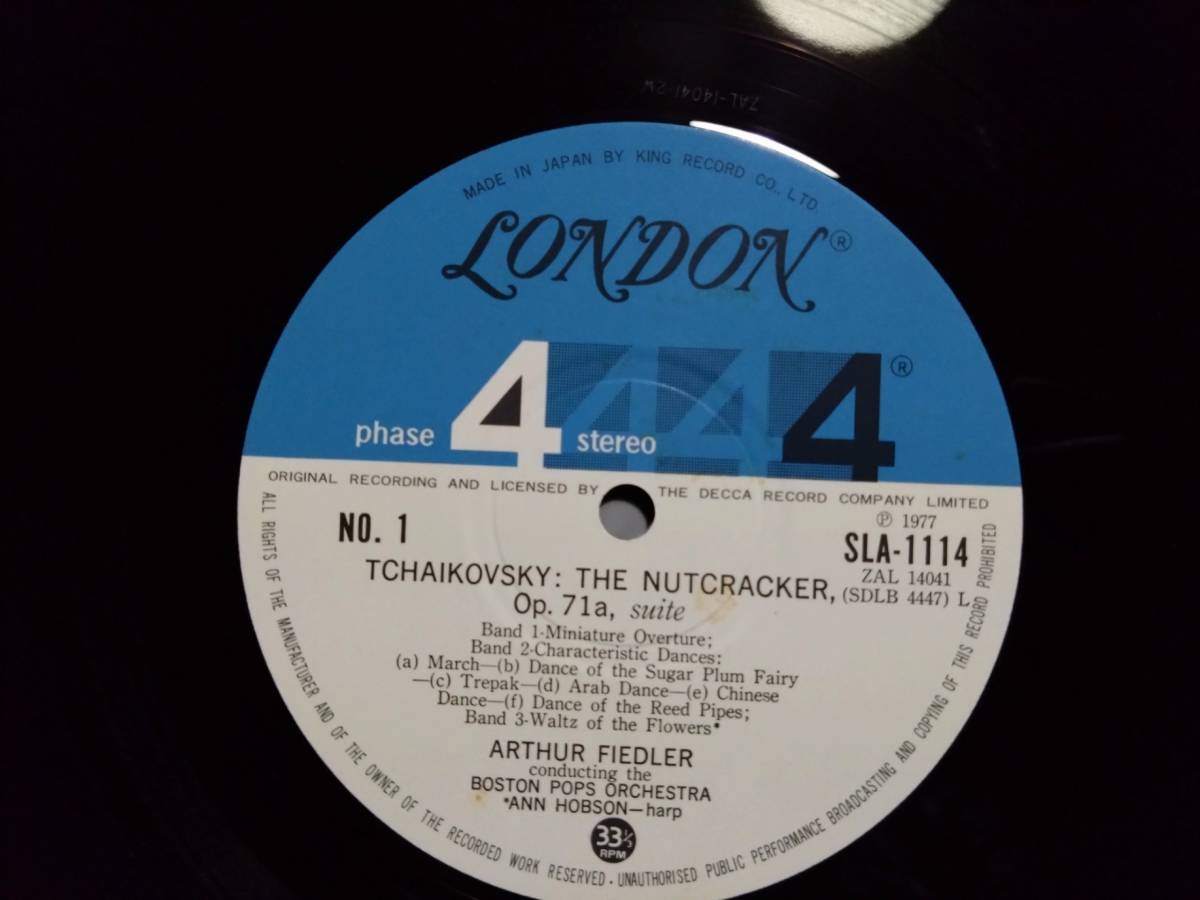 ZAL-14041-2W
MADE IN JAPAN BY KING RECORD CO., LTD.
LONDON®
phase 4 stereo 4 4 4®
ORIGINAL RECORDING AND LICENSED BY THE DECCA RECORD COMPANY LIMITED
℗ 1977
NO. 1
SLA-1114
ZAL 14041
(SDLB 4447) L
TCHAIKOVSKY: THE NUTCRACKER,
Op. 71a, suite
Band 1-Miniature Overture;
Band 2-Characteristic Dances:
(a) March—(b) Dance of the Sugar Plum Fairy
—(c) Trepak—(d) Arab Dance—(e) Chinese
Dance—(f) Dance of the Reed Pipes;
Band 3-Waltz of the Flowers*
ARTHUR FIEDLER
conducting the
BOSTON POPS ORCHESTRA
*ANN HOBSON—harp
33⅓
RPM
ALL RIGHTS OF THE MANUFACTURER AND OF THE OWNER OF THE RECORDED WORK RESERVED. UNAUTHORISED PUBLIC PERFORMANCE BROADCASTING AND COPYING OF THIS RECORD PROHIBITED